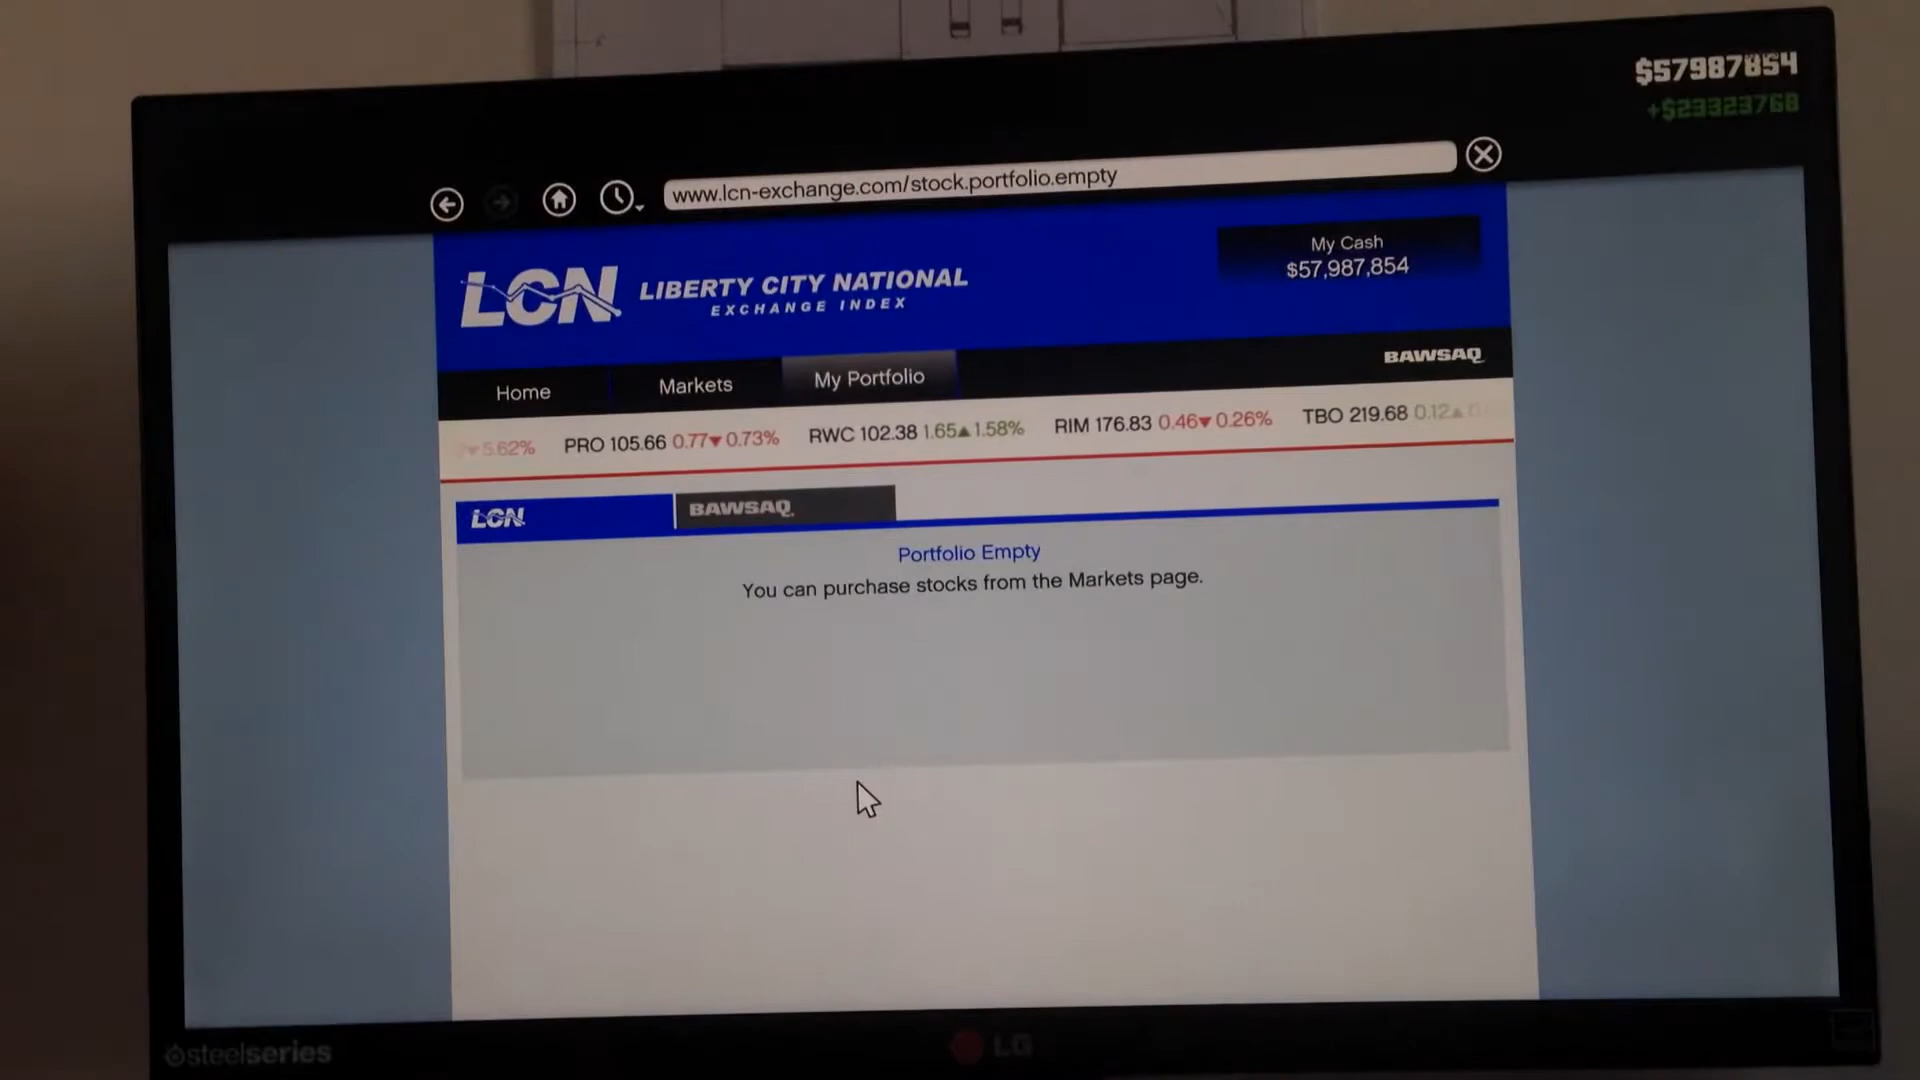 $57987854
+$23323768
www.lcn-exchange.com/stock.portfolio.empty
My Cash
$57,987,854
LCN LIBERTY CITY NATIONAL
EXCHANGE INDEX
BAWSAQ
Home Markets My Portfolio
5.62% PRO 105.66 0.77▼0.73% RWC 102.38 1.65▲1.58% RIM 176.83 0.46▼0.26% TBO 219.68 0.12▲
LCN BAWSAQ
Portfolio Empty
You can purchase stocks from the Markets page.
steelseries
LG